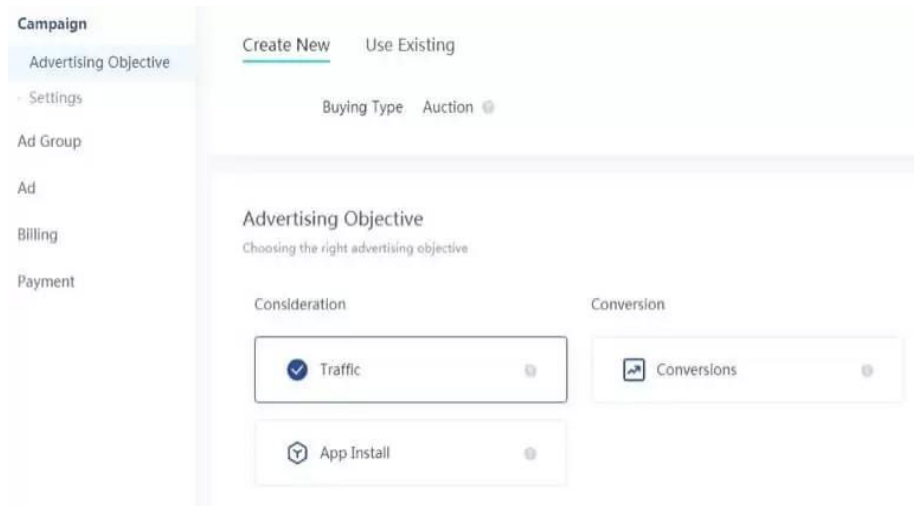 Campaign
Advertising Objective
Settings
Ad Group
Ad
Billing
Payment
Create New Use Existing
Buying Type Auction
Advertising Objective
Choosing the right advertising objective
Consideration
Traffic
App Install
Conversion
Conversions